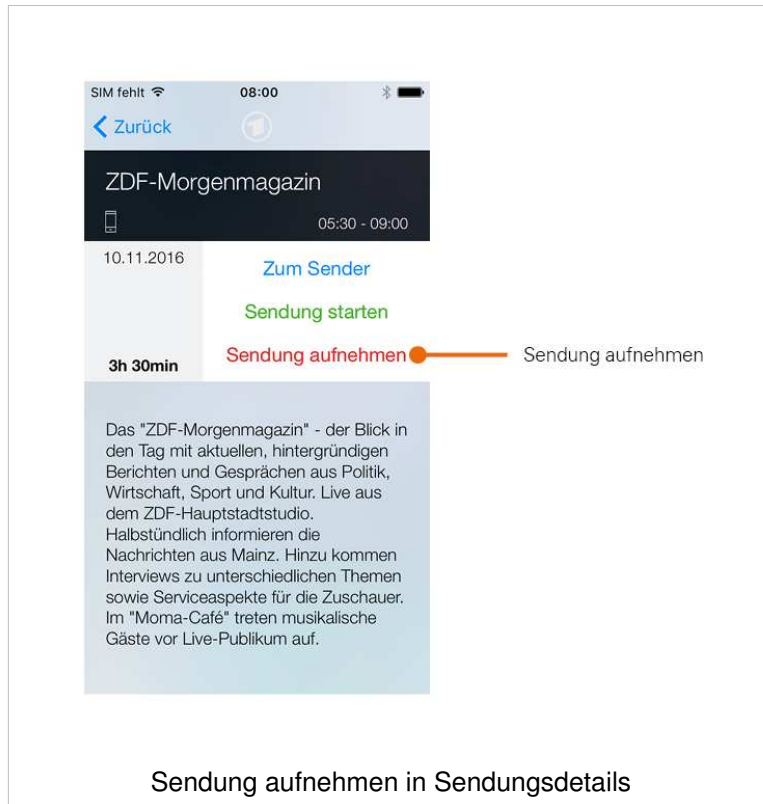 SIM fehlt 08:00
Zurück
ZDF-Morgenmagazin
05:30 - 09:00
10.11.2016
Zum Sender
Sendung starten
3h 30min
Sendung aufnehmen
Sendung aufnehmen
Das "ZDF-Morgenmagazin" - der Blick in
den Tag mit aktuellen, hintergründigen
Berichten und Gesprächen aus Politik,
Wirtschaft, Sport und Kultur. Live aus
dem ZDF-Hauptstadtstudio.
Halbstündlich informieren die
Nachrichten aus Mainz. Hinzu kommen
Interviews zu unterschiedlichen Themen
sowie Serviceaspekte für die Zuschauer.
Im "Moma-Café" treten musikalische
Gäste vor Live-Publikum auf.
Sendung aufnehmen in Sendungsdetails